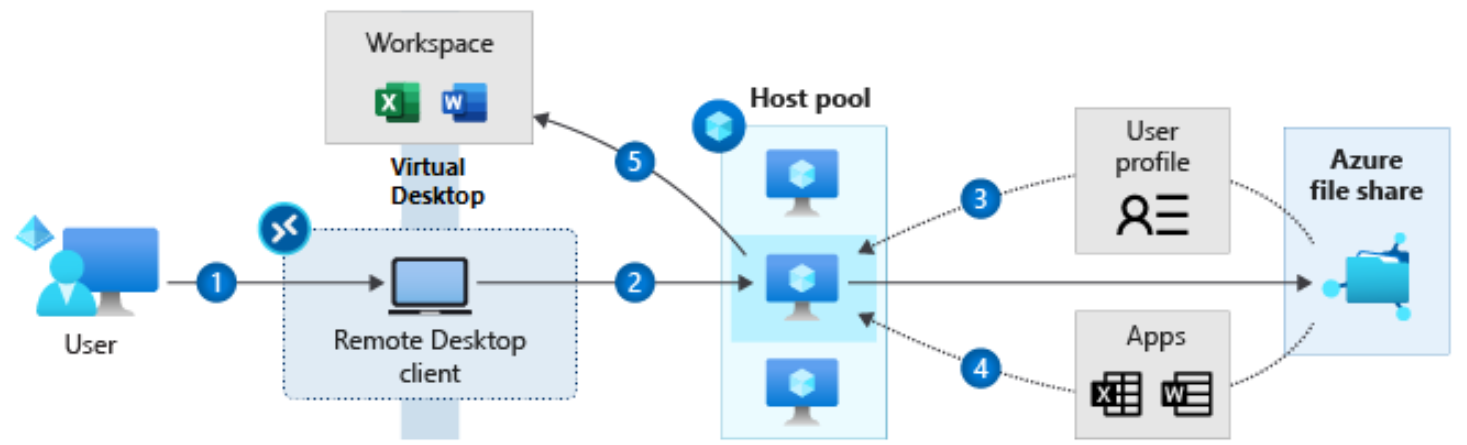 Workspace
X
W
Virtual
Desktop
Host pool
User
profile
Azure
file share
5
3
1
2
User
Remote Desktop
client
4
Apps
X
W